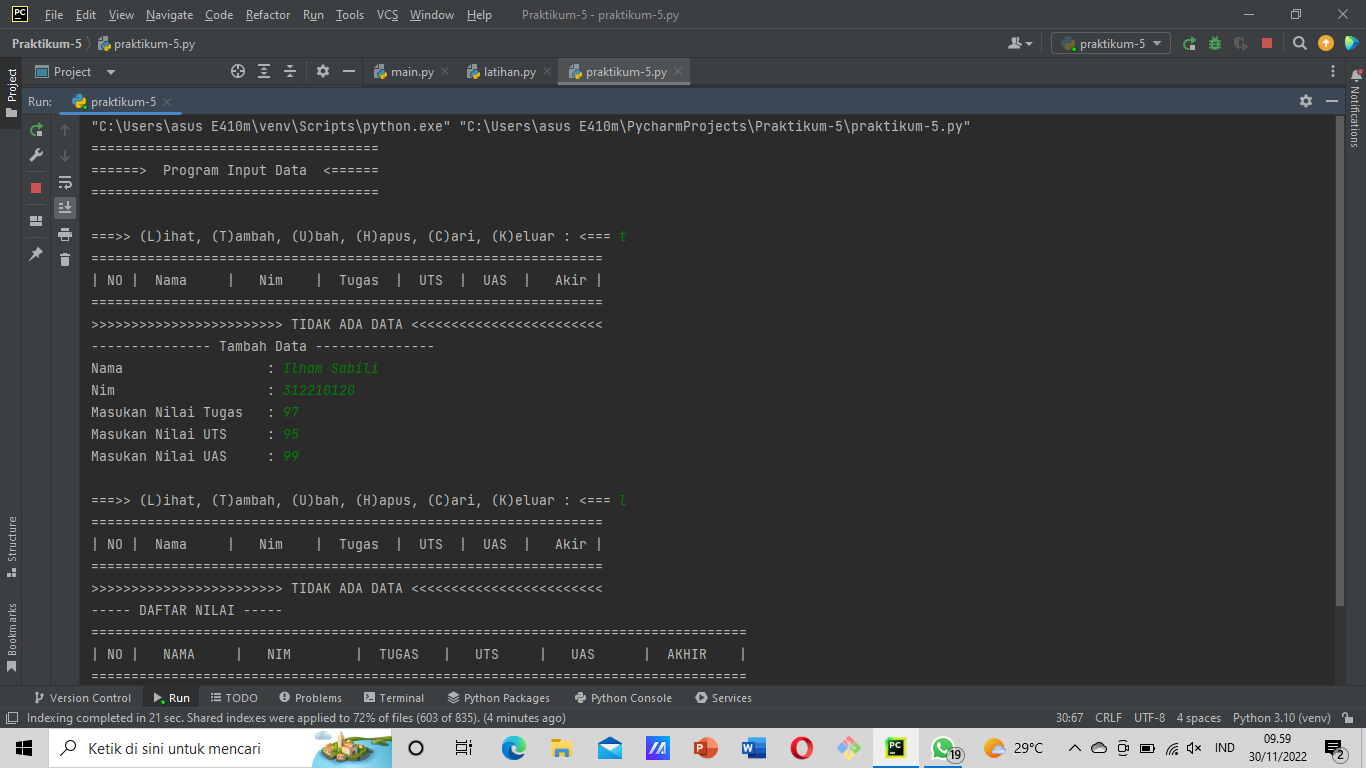 File Edit View Navigate Code Refactor Run Tools VCS Window Help Praktikum-5 - praktikum-5.py
Praktikum-5 praktikum-5.py praktikum-5
Project main.py latihan.py praktikum-5.py
Project
Notifications
Run: praktikum-5
"C:\Users\asus E410m\venv\Scripts\python.exe" "C:\Users\asus E410m\PycharmProjects\Praktikum-5\praktikum-5.py"
====================================
======>  Program Input Data  <======
====================================
===>> (L)ihat, (T)ambah, (U)bah, (H)apus, (C)ari, (K)eluar : <=== t
================================================================
| NO |  Nama     |   Nim    |  Tugas  |  UTS  |  UAS  |   Akir |
================================================================
>>>>>>>>>>>>>>>>>>>>>>>> TIDAK ADA DATA <<<<<<<<<<<<<<<<<<<<<<<<
--------------- Tambah Data ---------------
Nama                  : Ilham Sabili
Nim                   : 312210120
Masukan Nilai Tugas   : 97
Masukan Nilai UTS     : 95
Masukan Nilai UAS     : 99
===>> (L)ihat, (T)ambah, (U)bah, (H)apus, (C)ari, (K)eluar : <=== l
================================================================
| NO |  Nama     |   Nim    |  Tugas  |  UTS  |  UAS  |   Akir |
================================================================
>>>>>>>>>>>>>>>>>>>>>>>> TIDAK ADA DATA <<<<<<<<<<<<<<<<<<<<<<<<
----- DAFTAR NILAI -----
==================================================================================
| NO |   NAMA     |   NIM        |  TUGAS   |   UTS     |   UAS      |  AKHIR    |
==================================================================================
Structure
Bookmarks
Version Control Run TODO Problems Terminal Python Packages Python Console Services
Indexing completed in 21 sec. Shared indexes were applied to 72% of files (603 of 835). (4 minutes ago) 30:67 CRLF UTF-8 4 spaces Python 3.10 (venv)
Ketik di sini untuk mencari 19 29°C IND 09.59
30/11/2022 2